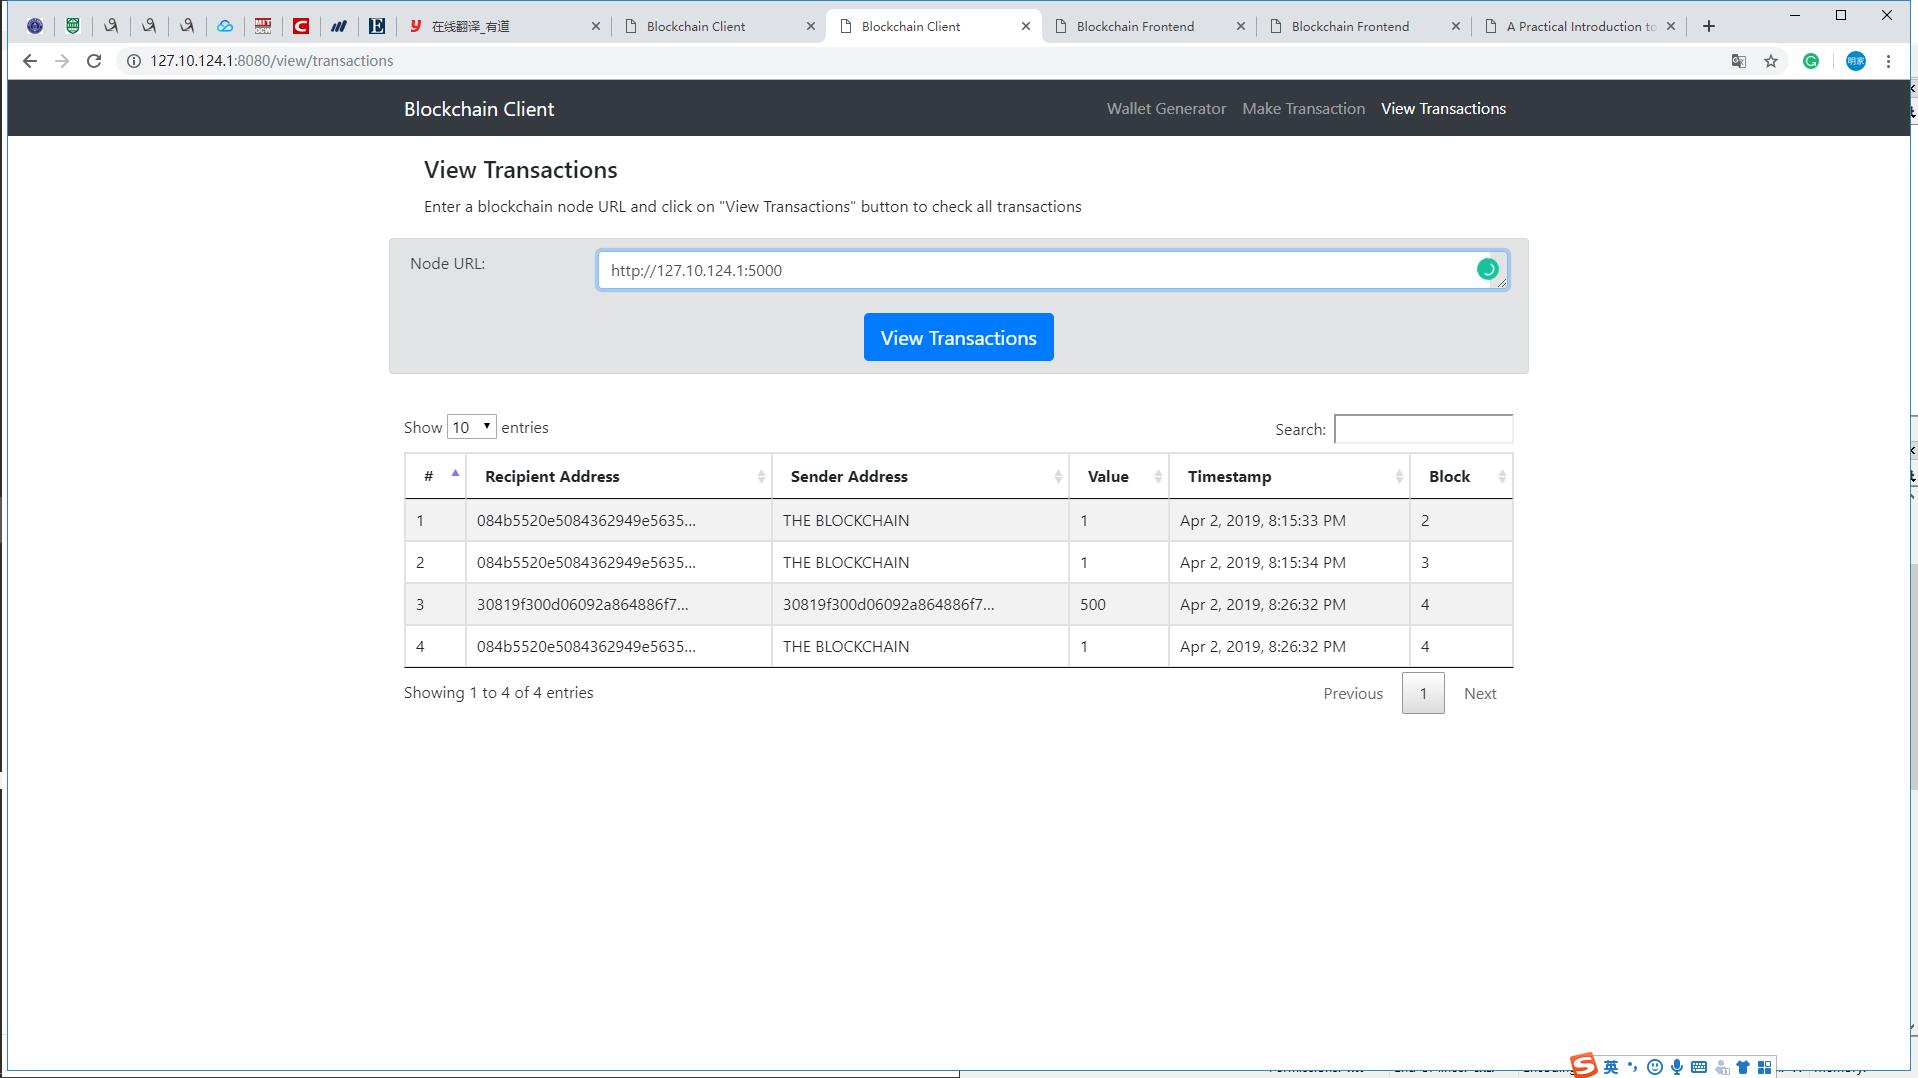 在线翻译_有道
Blockchain Client
Blockchain Client
Blockchain Frontend
Blockchain Frontend
A Practical Introduction to
127.10.124.1:8080/view/transactions
明家
Blockchain Client
Wallet Generator
Make Transaction
View Transactions
View Transactions
Enter a blockchain node URL and click on "View Transactions" button to check all transactions
Node URL:
http://127.10.124.1:5000
View Transactions
Show 10 entries
Search:
# Recipient Address Sender Address Value Timestamp Block
1 084b5520e5084362949e5635... THE BLOCKCHAIN 1 Apr 2, 2019, 8:15:33 PM 2
2 084b5520e5084362949e5635... THE BLOCKCHAIN 1 Apr 2, 2019, 8:15:34 PM 3
3 30819f300d06092a864886f7... 30819f300d06092a864886f7... 500 Apr 2, 2019, 8:26:32 PM 4
4 084b5520e5084362949e5635... THE BLOCKCHAIN 1 Apr 2, 2019, 8:26:32 PM 4
Showing 1 to 4 of 4 entries
Previous 1 Next
英